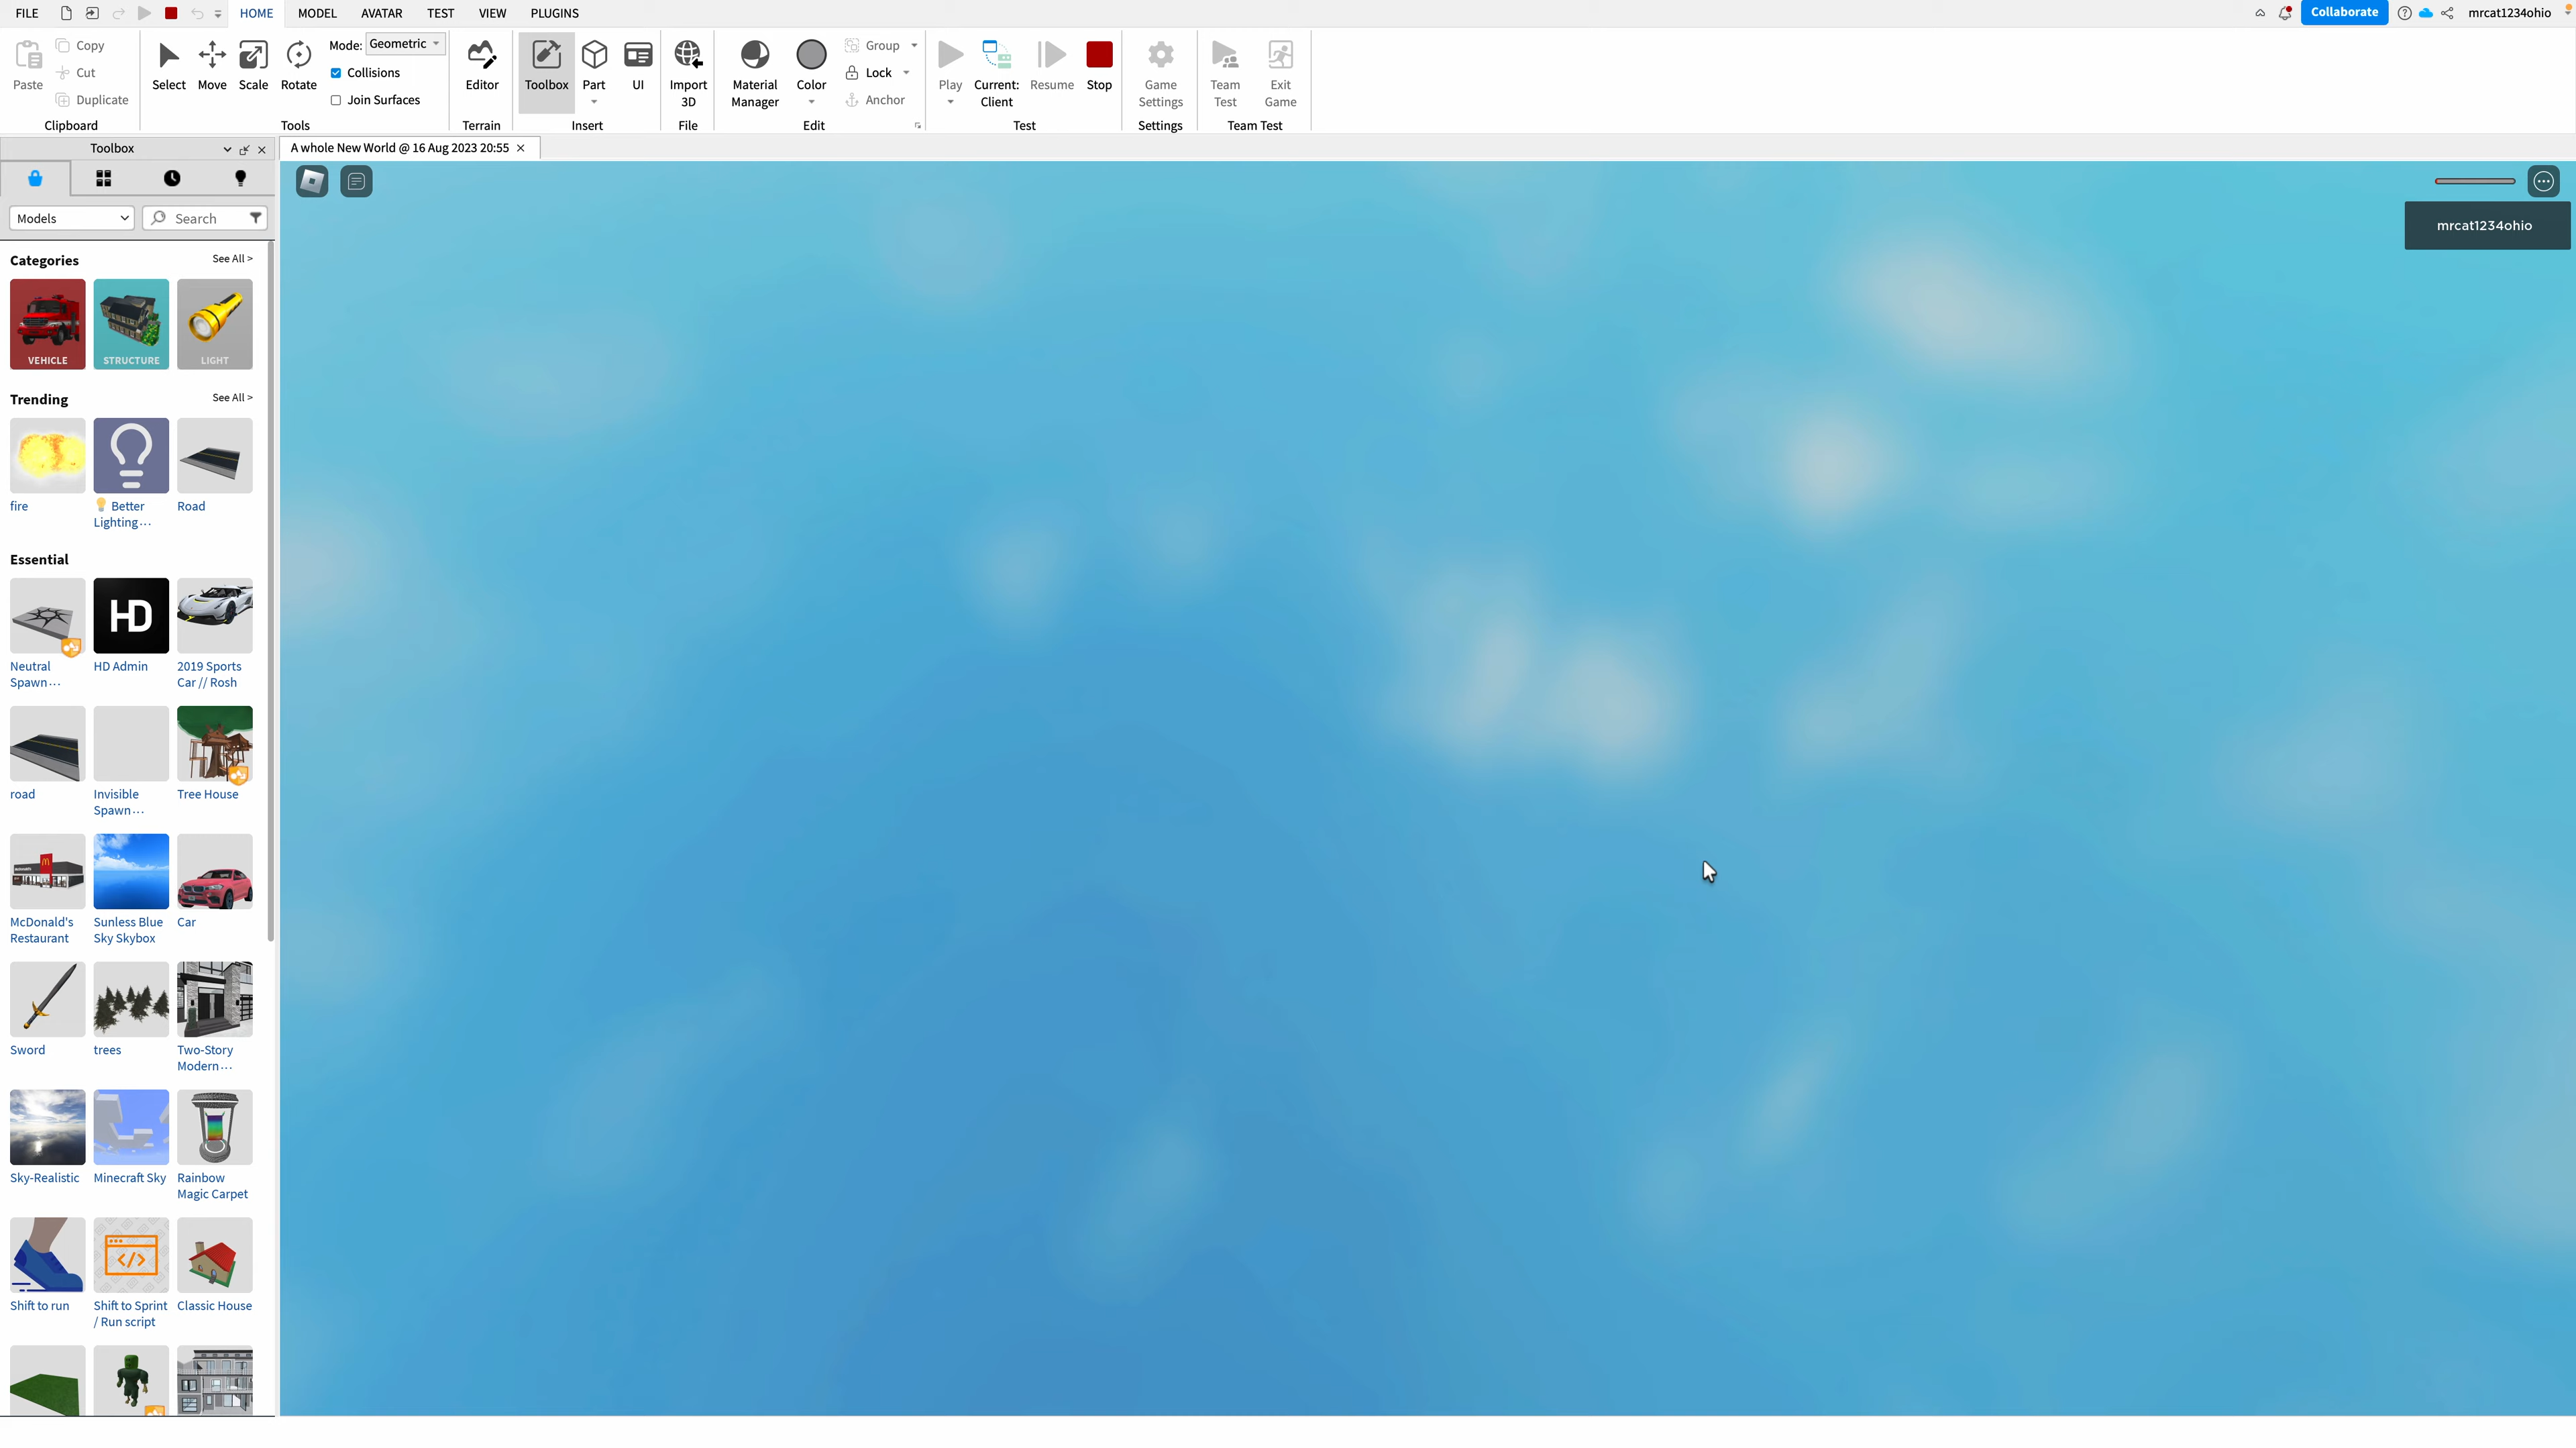 FILE
HOME
MODEL
AVATAR
TEST
VIEW
PLUGINS
Collaborate
mrcat1234ohio
Paste
Copy
Cut
Duplicate
Clipboard
Select
Move
Scale
Rotate
Mode: Geometric
Collisions
Join Surfaces
Tools
Editor
Terrain
Toolbox
Part
UI
Insert
Import
3D
File
Material
Manager
Color
Group
Lock
Anchor
Edit
Play
Current:
Client
Resume
Stop
Test
Game
Settings
Settings
Team
Test
Exit
Game
Team Test
Toolbox
A whole New World @ 16 Aug 2023 20:55
Models
Search
mrcat1234ohio
Categories
See All >
VEHICLE
STRUCTURE
LIGHT
Trending
See All >
fire
Better
Lighting...
Road
Essential
HD
Neutral
Spawn...
HD Admin
2019 Sports
Car // Rosh
road
Invisible
Spawn...
Tree House
McDonald's
Restaurant
Sunless Blue
Sky Skybox
Car
Sword
trees
Two-Story
Modern...
Sky-Realistic
Minecraft Sky
Rainbow
Magic Carpet
Shift to run
Shift to Sprint
/ Run script
Classic House